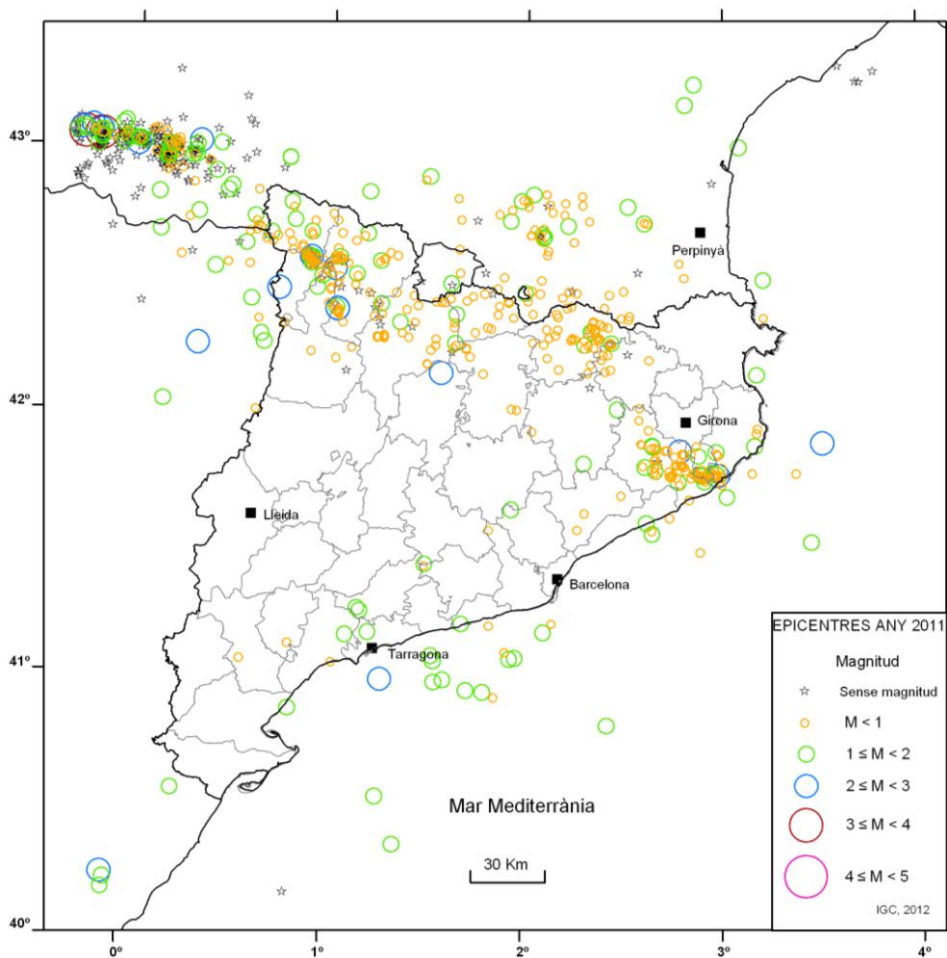 43º
Perpinyà
42º
Girona
Lleida
Barcelona
41º
Tarragona
Mar Mediterrània
30 Km
40º
0º
1º
2º
3º
4º
EPICENTRES ANY 2011
Magnitud
Sense magnitud
M < 1
1 ≤ M < 2
2 ≤ M < 3
3 ≤ M < 4
4 ≤ M < 5
IGC, 2012